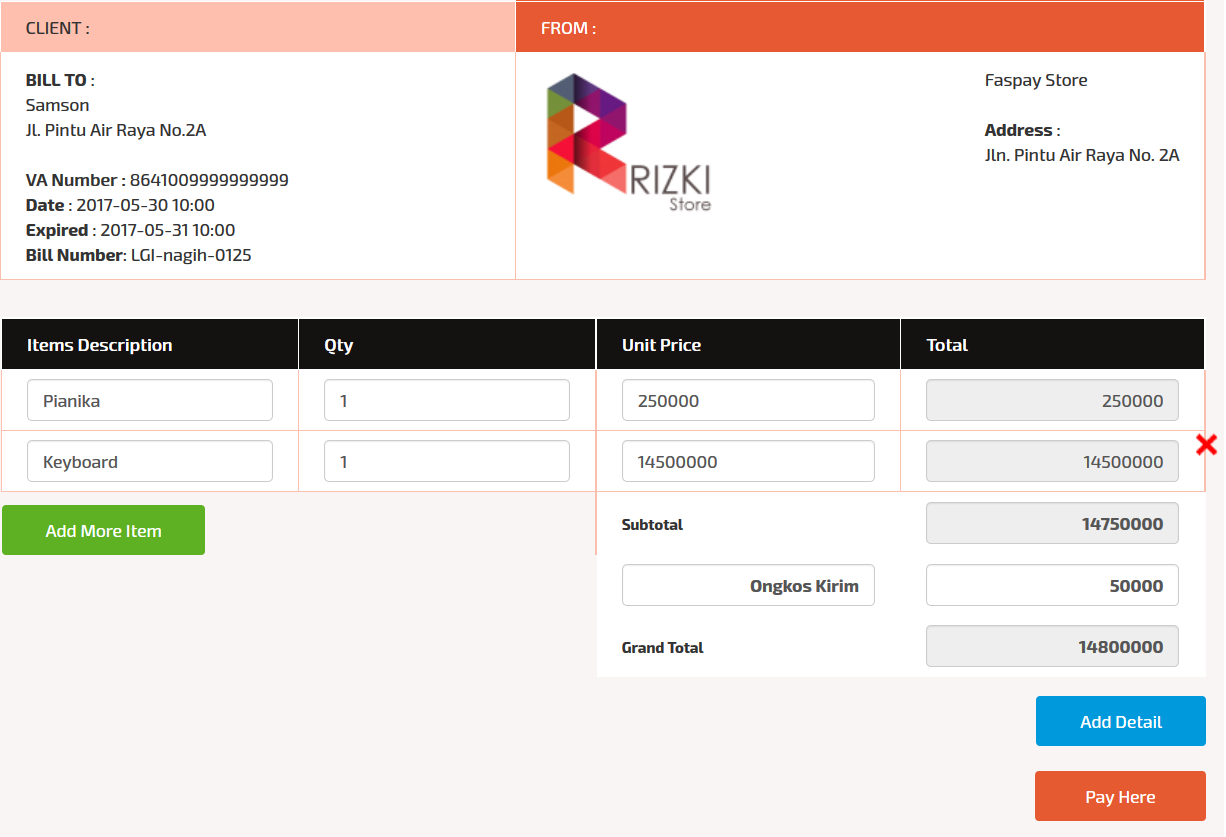 CLIENT :
FROM :
BILL TO :
Samson
Jl. Pintu Air Raya No.2A
VA Number : 8641009999999999
Date : 2017-05-30 10:00
Expired : 2017-05-31 10:00
Bill Number: LGI-nagih-0125
RIZKI
Store
Faspay Store
Address :
Jln. Pintu Air Raya No. 2A
Items Description Qty Unit Price Total
Pianika 1 250000 250000
Keyboard 1 14500000 14500000
Add More Item
Subtotal 14750000
Ongkos Kirim 50000
Grand Total 14800000
Add Detail
Pay Here